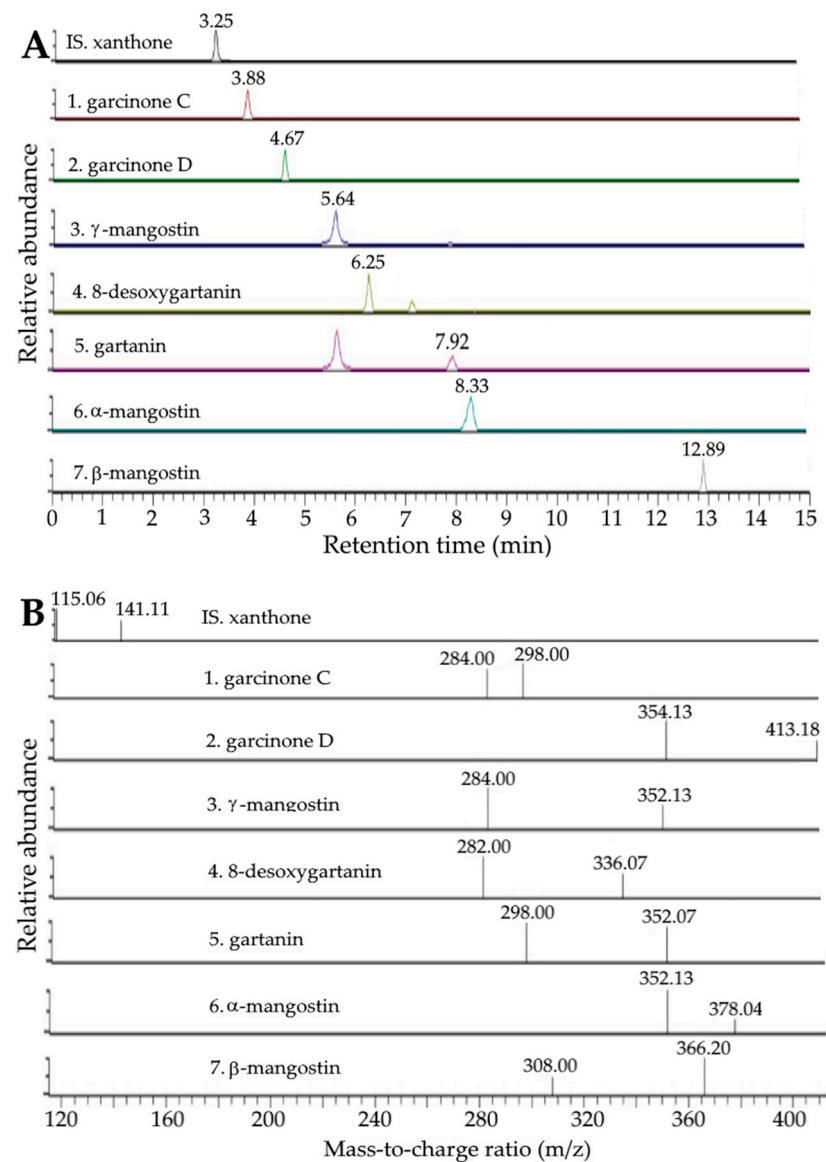 A
3.25
IS. xanthone
3.88
1. garcinone C
4.67
2. garcinone D
5.64
3. γ-mangostin
6.25
4. 8-desoxygartanin
5. gartanin
7.92
8.33
6. α-mangostin
12.89
7. β-mangostin
Relative abundance
0 1 2 3 4 5 6 7 8 9 10 11 12 13 14 15
Retention time (min)
B
115.06 141.11
IS. xanthone
284.00 298.00
1. garcinone C
354.13
413.18
2. garcinone D
284.00
352.13
3. γ-mangostin
282.00
336.07
4. 8-desoxygartanin
298.00 352.07
5. gartanin
352.13
378.04
6. α-mangostin
366.20
308.00
7. β-mangostin
Relative abundance
120 160 200 240 280 320 360 400
Mass-to-charge ratio (m/z)